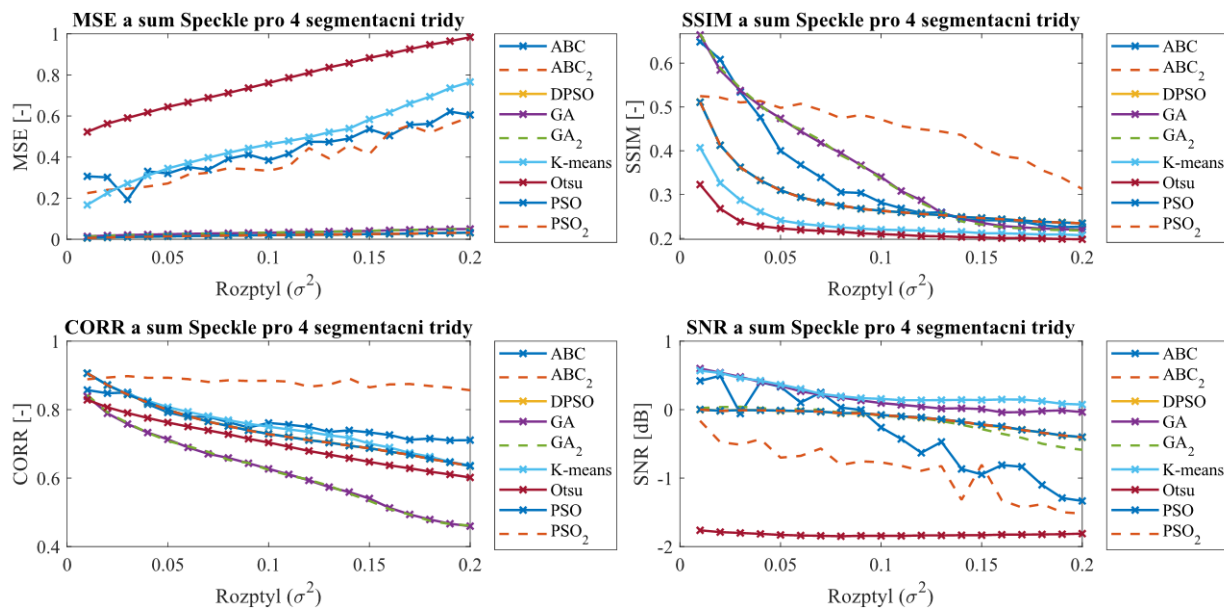 MSE a sum Speckle pro 4 segmentacni tridy
1
0.8
0.6
0.4
0.2
0
MSE [-]
0
0.05
0.1
0.15
0.2
Rozptyl (σ²)
ABC
ABC₂
DPSO
GA
GA₂
K-means
Otsu
PSO
PSO₂
SSIM a sum Speckle pro 4 segmentacni tridy
0.6
0.5
0.4
0.3
0.2
SSIM [-]
0
0.05
0.1
0.15
0.2
Rozptyl (σ²)
ABC
ABC₂
DPSO
GA
GA₂
K-means
Otsu
PSO
PSO₂
CORR a sum Speckle pro 4 segmentacni tridy
1
0.8
0.6
0.4
CORR [-]
0
0.05
0.1
0.15
0.2
Rozptyl (σ²)
ABC
ABC₂
DPSO
GA
GA₂
K-means
Otsu
PSO
PSO₂
SNR a sum Speckle pro 4 segmentacni tridy
1
0
-1
-2
SNR [dB]
0
0.05
0.1
0.15
0.2
Rozptyl (σ²)
ABC
ABC₂
DPSO
GA
GA₂
K-means
Otsu
PSO
PSO₂